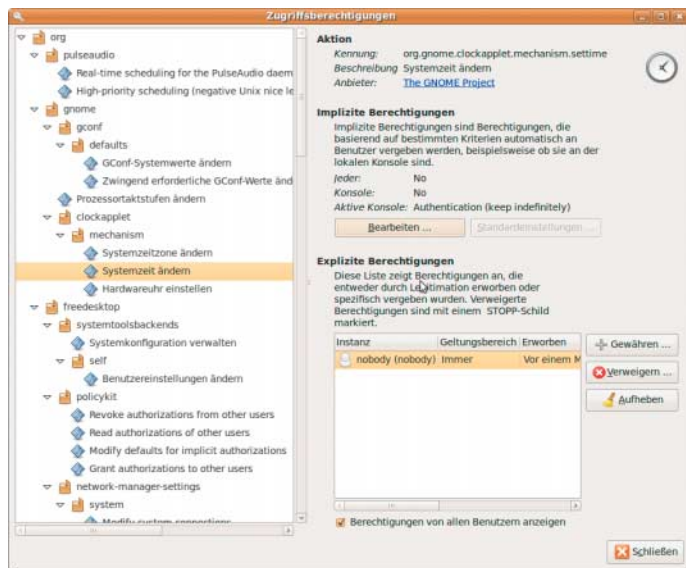 Zugriffsberechtigungen
org
pulseaudio
Real-time scheduling for the PulseAudio daem
High-priority scheduling (negative Unix nice le
gnome
gconf
defaults
GConf-Systemwerte ändern
Zwingend erforderliche GConf-Werte änd
Prozessortaktstufen ändern
clockapplet
mechanism
Systemzeitzone ändern
Systemzeit ändern
Hardwareuhr einstellen
freedesktop
systemtoolsbackends
Systemkonfiguration verwalten
self
Benutzereinstellungen ändern
policykit
Revoke authorizations from other users
Read authorizations of other users
Modify defaults for implicit authorizations
Grant authorizations to other users
network-manager-settings
system
Modify system connections
Aktion
Kennung: org.gnome.clockapplet.mechanism.settime
Beschreibung Systemzeit ändern
Anbieter: The GNOME Project
Implizite Berechtigungen
Implizite Berechtigungen sind Berechtigungen, die
basierend auf bestimmten Kriterien automatisch an
Benutzer vergeben werden, beispielsweise ob sie an der
lokalen Konsole sind.
Jeder: No
Konsole: No
Aktive Konsole: Authentication (keep indefinitely)
Bearbeiten ...
Standardeinstellungen ...
Explizite Berechtigungen
Diese Liste zeigt Berechtigungen an, die
entweder durch Legitimation erworben oder
spezifisch vergeben wurden. Verweigerte
Berechtigungen sind mit einem STOPP-Schild
markiert.
Instanz Geltungsbereich Erworben
nobody (nobody) Immer Vor einem M
Gewähren ...
Verweigern ...
Aufheben
Berechtigungen von allen Benutzern anzeigen
Schließen